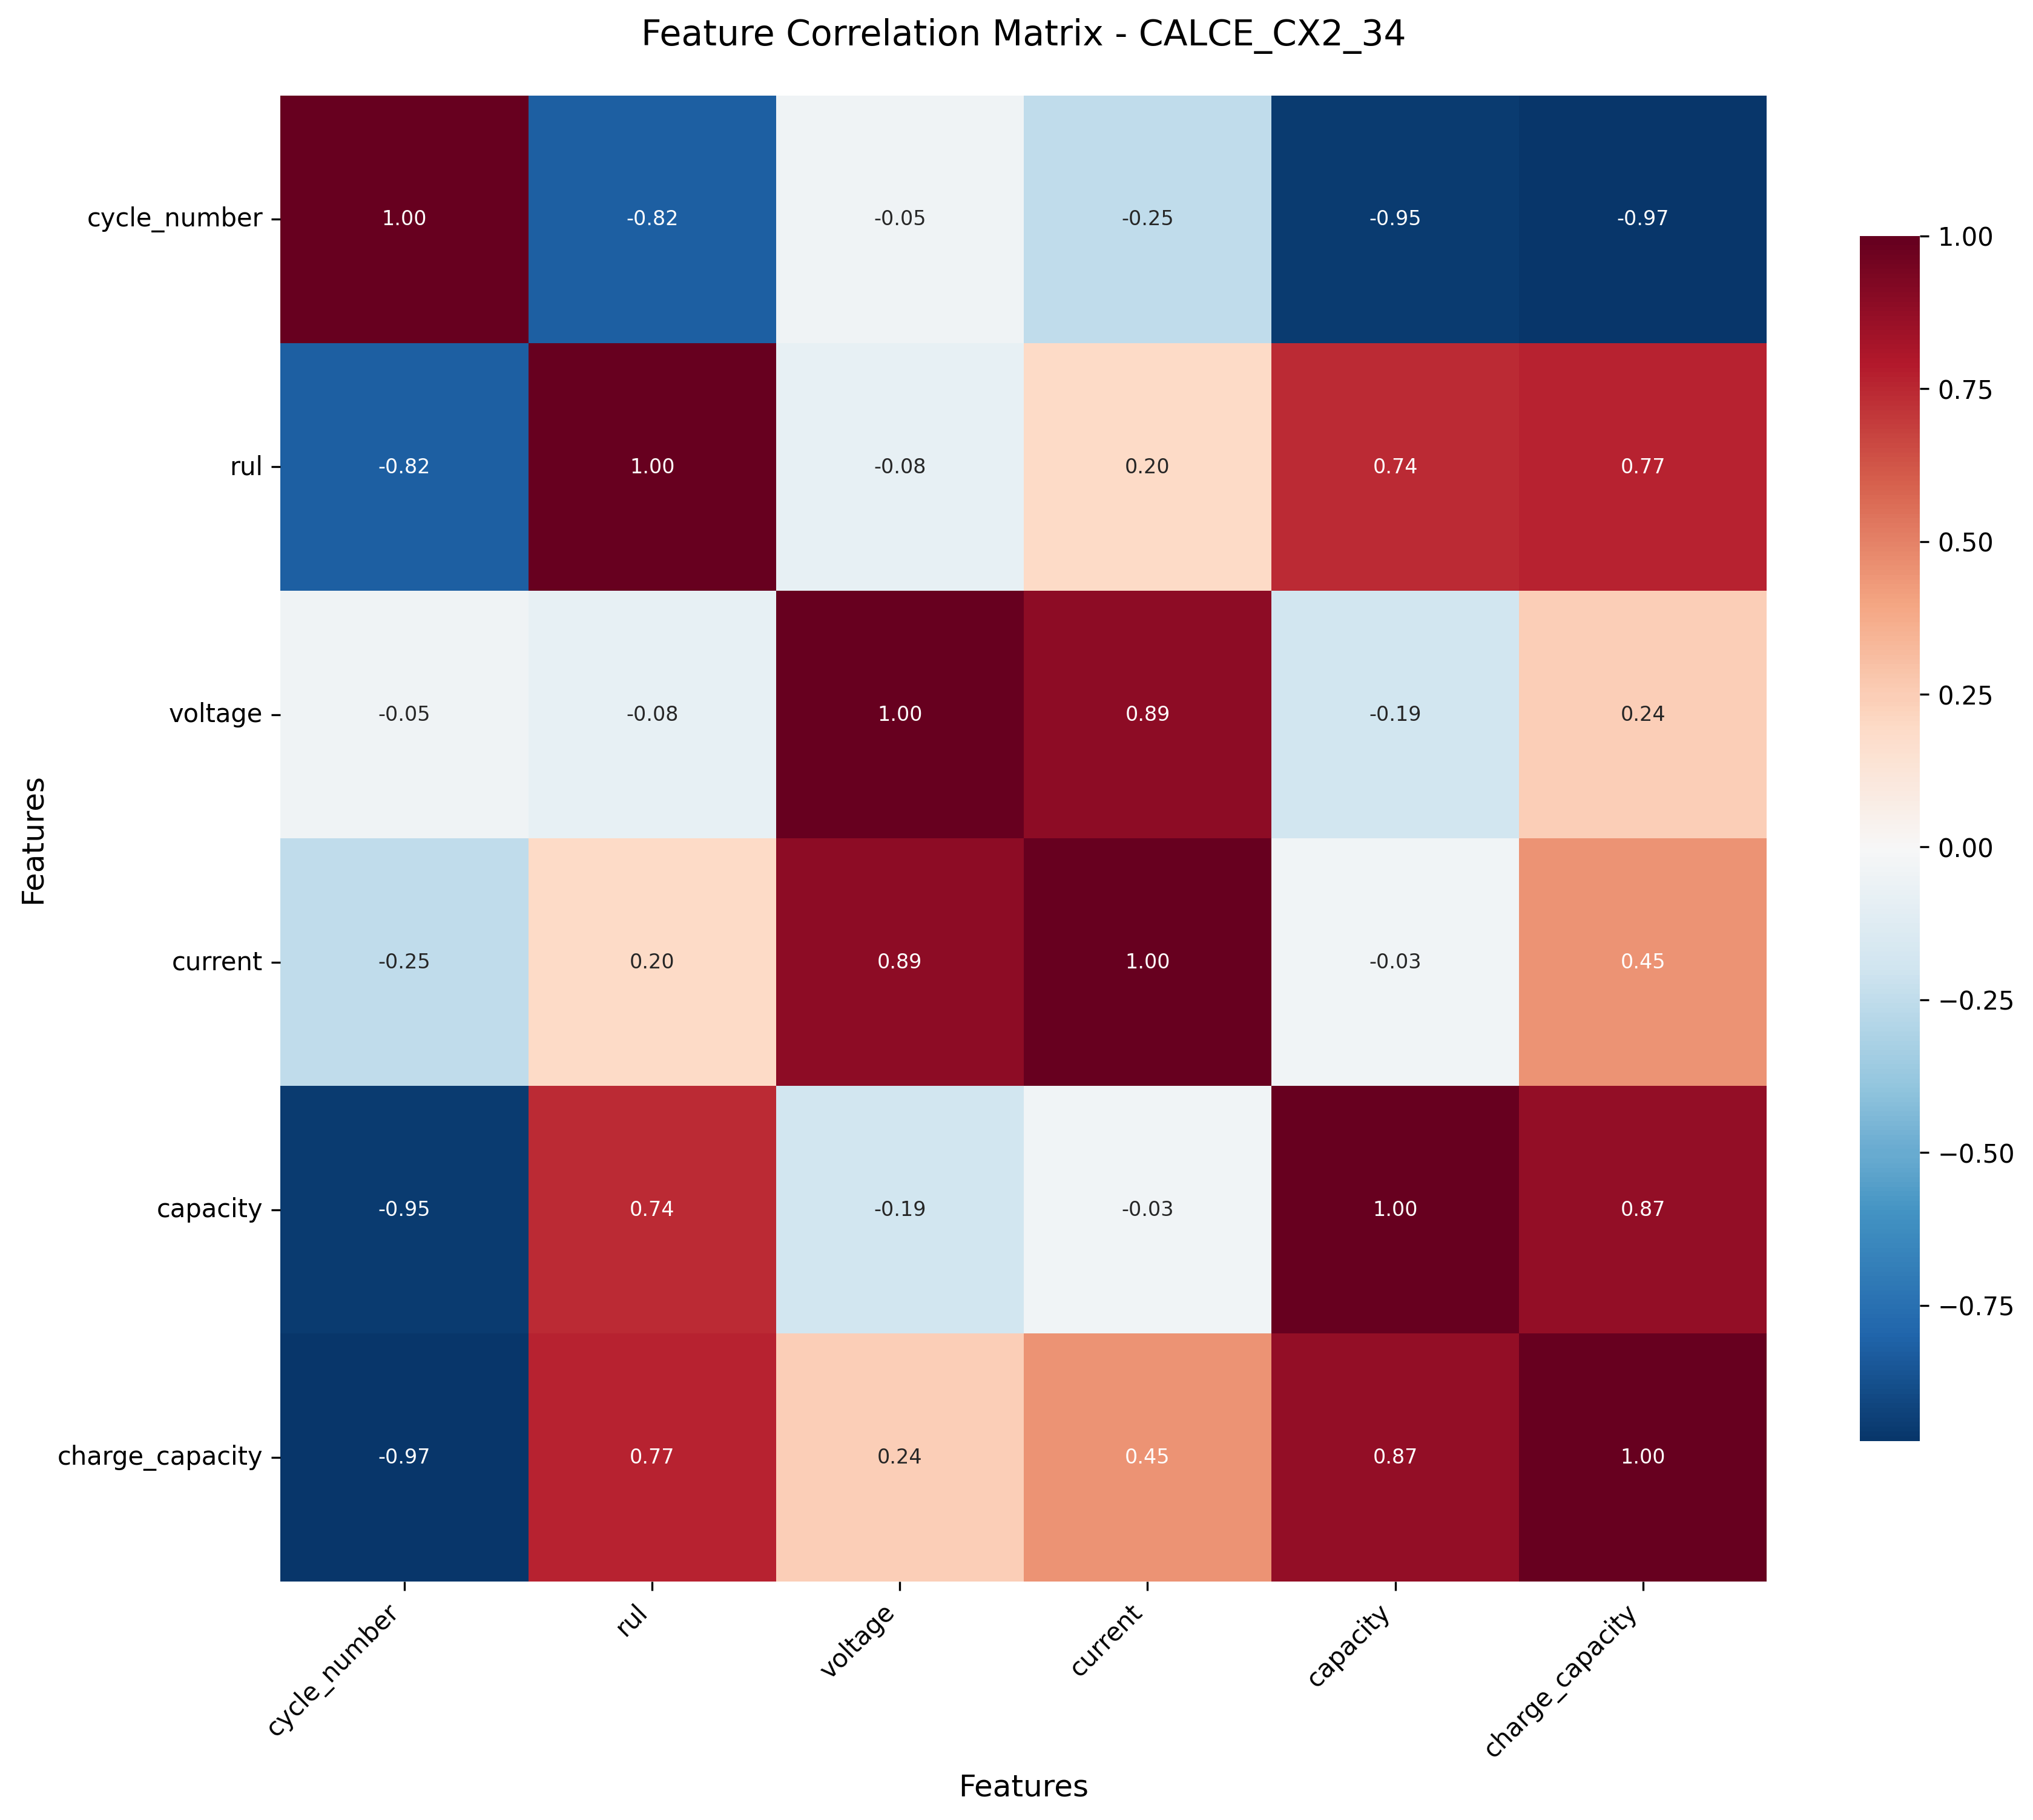 Feature Correlation Matrix - CALCE_CX2_34
cycle_number 1.00 -0.82 -0.05 -0.25 -0.95 -0.97
rul -0.82 1.00 -0.08 0.20 0.74 0.77
voltage -0.05 -0.08 1.00 0.89 -0.19 0.24
current -0.25 0.20 0.89 1.00 -0.03 0.45
capacity -0.95 0.74 -0.19 -0.03 1.00 0.87
charge_capacity -0.97 0.77 0.24 0.45 0.87 1.00
Features
cycle_number rul voltage current capacity charge_capacity
Features
1.00
0.75
0.50
0.25
0.00
−0.25
−0.50
−0.75